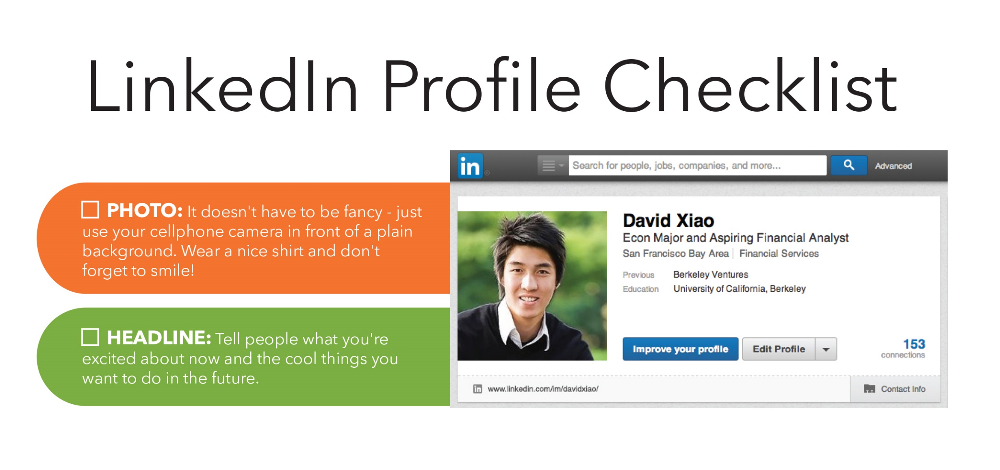 LinkedIn Profile Checklist
☐ PHOTO: It doesn't have to be fancy - just
use your cellphone camera in front of a plain
background. Wear a nice shirt and don't
forget to smile!
☐ HEADLINE: Tell people what you're
excited about now and the cool things you
want to do in the future.
in ®
Search for people, jobs, companies, and more...
Advanced
David Xiao
Econ Major and Aspiring Financial Analyst
San Francisco Bay Area | Financial Services
Previous Berkeley Ventures
Education University of California, Berkeley
Improve your profile
Edit Profile
153
connections
in www.linkedin.com/im/davidxiao/
Contact Info